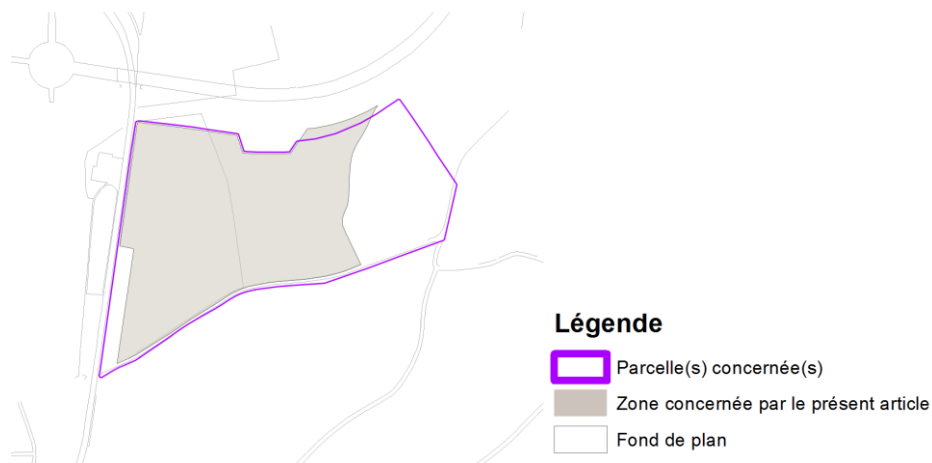 Légende
Parcelle(s) concernée(s)
Zone concernée par le présent article
Fond de plan